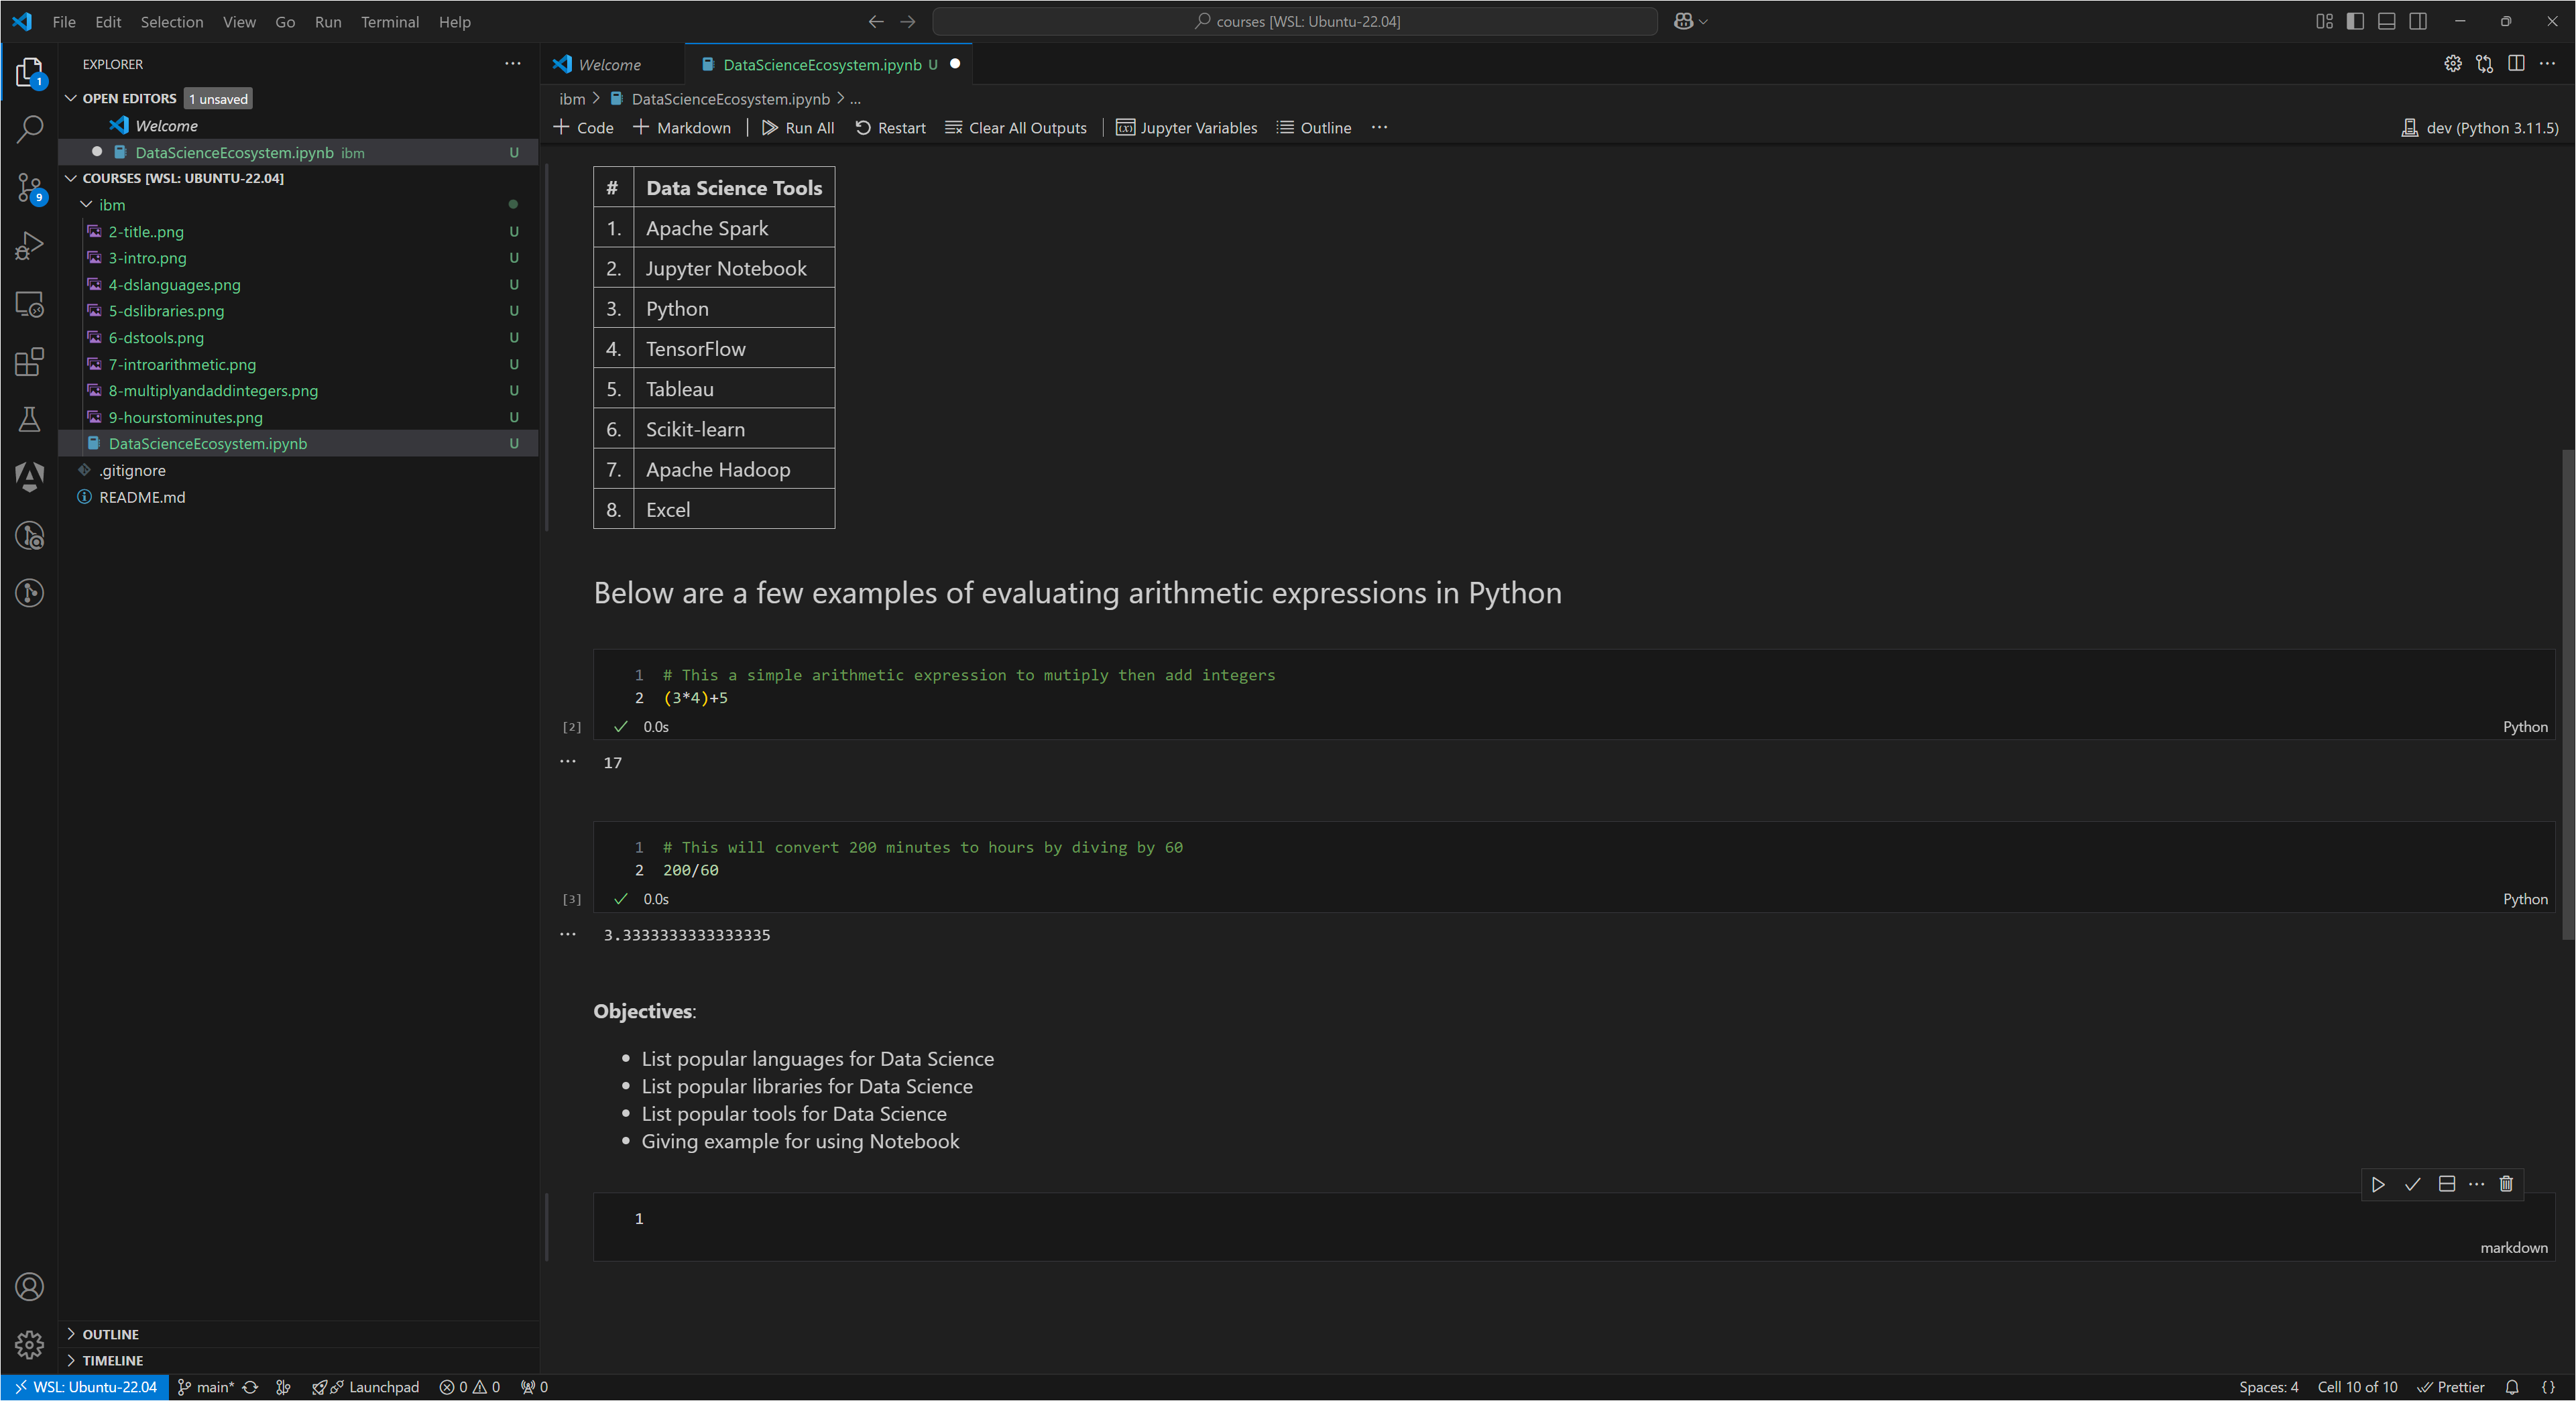 File Edit Selection View Go Run Terminal Help
courses [WSL: Ubuntu-22.04]
EXPLORER
OPEN EDITORS 1 unsaved
Welcome
DataScienceEcosystem.ipynb ibm U
COURSES [WSL: UBUNTU-22.04]
ibm
2-title..png U
3-intro.png U
4-dslanguages.png U
5-dslibraries.png U
6-dstools.png U
7-introarithmetic.png U
8-multiplyandaddintegers.png U
9-hourstominutes.png U
DataScienceEcosystem.ipynb U
.gitignore
README.md
OUTLINE
TIMELINE
1
9
Welcome DataScienceEcosystem.ipynb U
ibm > DataScienceEcosystem.ipynb > ...
+ Code + Markdown | Run All Restart Clear All Outputs | Jupyter Variables Outline ... dev (Python 3.11.5)
# Data Science Tools
1. Apache Spark
2. Jupyter Notebook
3. Python
4. TensorFlow
5. Tableau
6. Scikit-learn
7. Apache Hadoop
8. Excel
Below are a few examples of evaluating arithmetic expressions in Python
1 # This a simple arithmetic expression to mutiply then add integers
2 (3*4)+5
[2] 0.0s Python
17
1 # This will convert 200 minutes to hours by diving by 60
2 200/60
[3] 0.0s Python
3.3333333333333335
Objectives:
• List popular languages for Data Science
• List popular libraries for Data Science
• List popular tools for Data Science
• Giving example for using Notebook
1
markdown
WSL: Ubuntu-22.04 main* Launchpad 0 0 0 Spaces: 4 Cell 10 of 10 Prettier {}